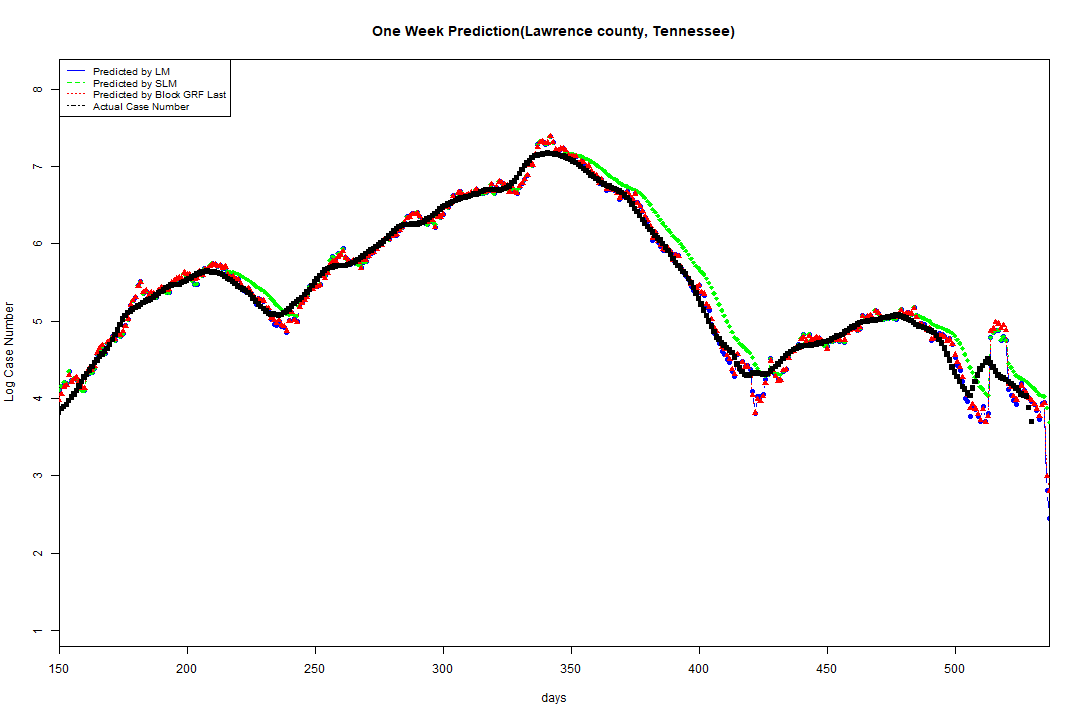 One Week Prediction(Lawrence county, Tennessee)
Predicted by LM
Predicted by SLM
Predicted by Block GRF Last
Actual Case Number
Log Case Number
8
7
6
5
4
3
2
1
150 200 250 300 350 400 450 500
days